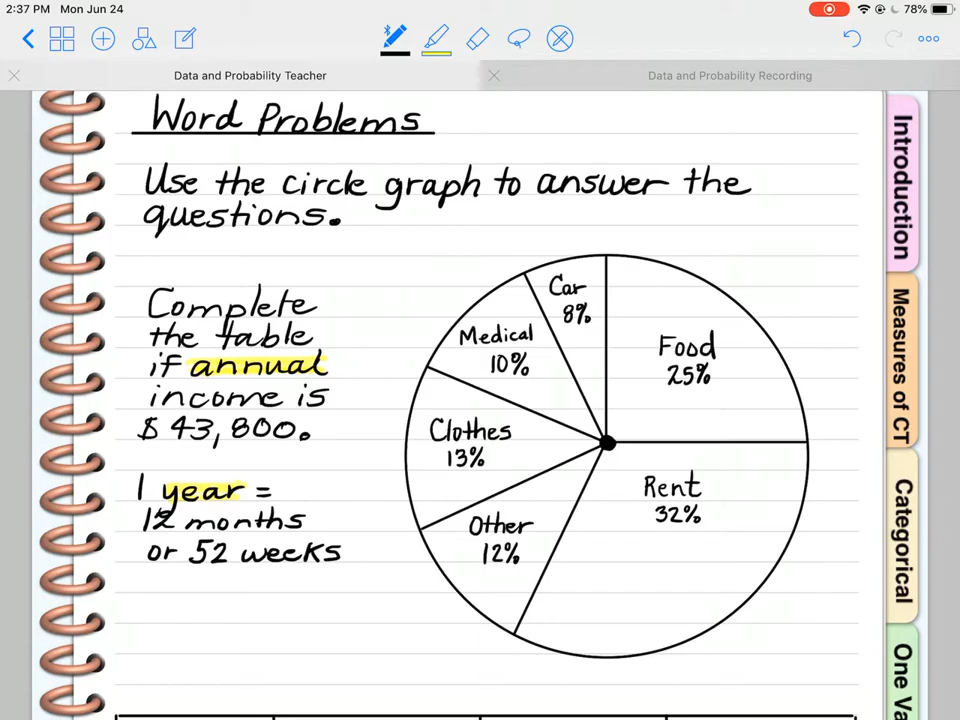 2:37 PM Mon Jun 24
78%
Data and Probability Teacher
Data and Probability Recording
Word Problems
Use the circle graph to answer the
questions.
Complete
the table
if annual
income is
$43,800.
1 year =
12 months
or 52 weeks
Car
8%
Food
25%
Medical
10%
Clothes
13%
Rent
32%
Other
12%
Introduction
Measures of CT
Categorical
One Va